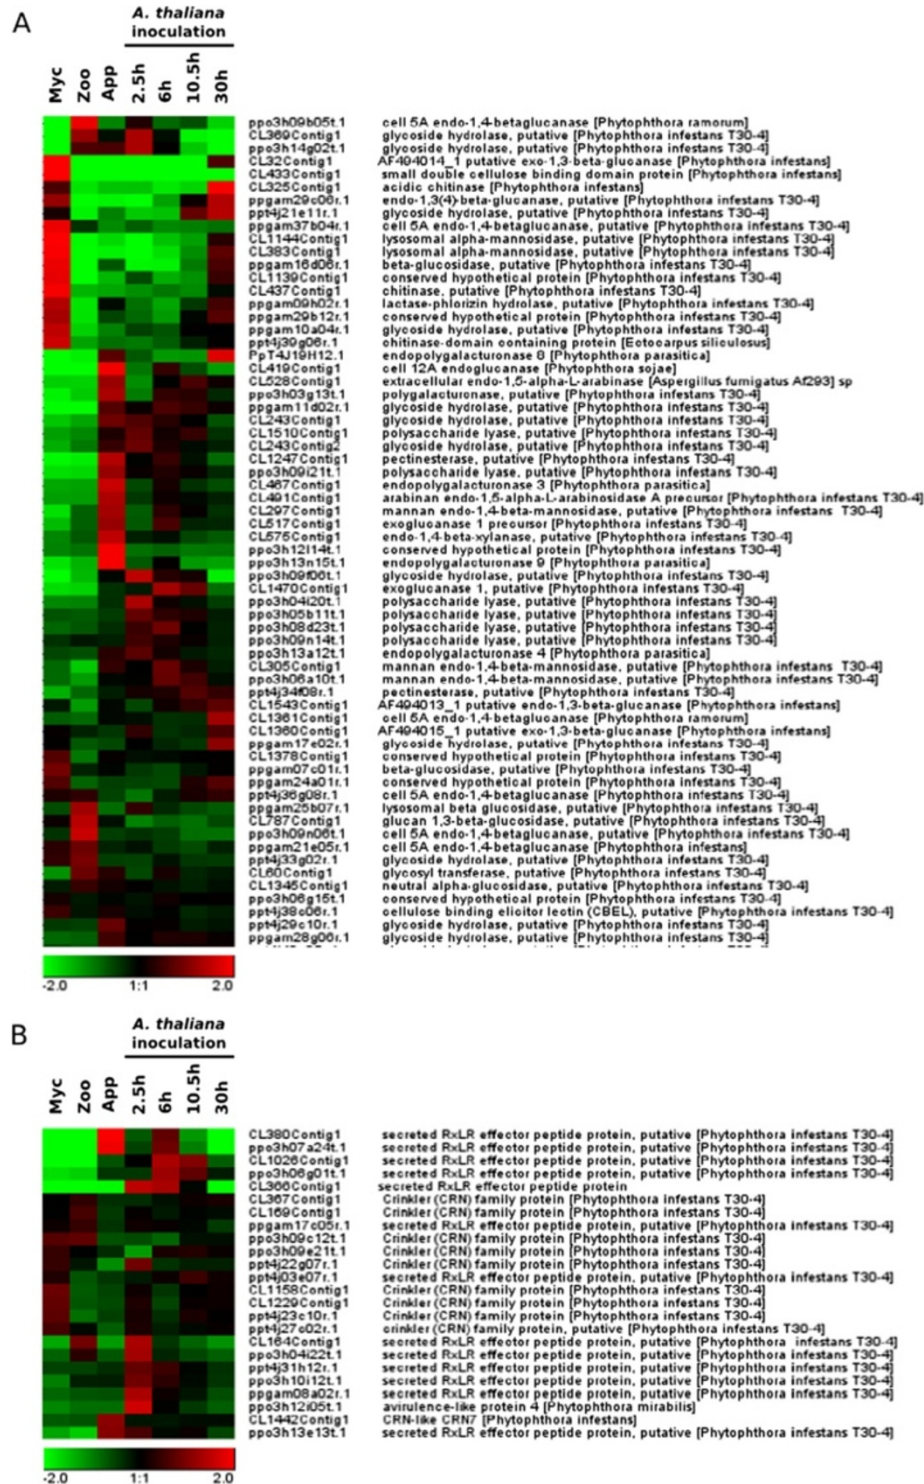 A
A. thaliana
inoculation
Myc Zoo App 2.5h 6h 10.5h 30h
ppo3h09b05t.1 cell 5A endo-1,4-betaglucanase [Phytophthora ramorum]
CL369Contig1 glycoside hydrolase, putative [Phytophthora infestans T30-4]
ppo3h14g02t.1 glycoside hydrolase, putative [Phytophthora infestans T30-4]
CL32Contig1 AF494014_1 putative exo-1,3-beta-glucanase [Phytophthora infestans]
CL433Contig1 small double cellulose binding domain protein [Phytophthora infestans]
CL325Contig1 acidic chitinase [Phytophthora infestans]
ppgam29c06r.1 endo-1,3(4)-beta-glucanase, putative [Phytophthora infestans T30-4]
ppt4j21e11r.1 glycoside hydrolase, putative [Phytophthora infestans T30-4]
ppgam37b04r.1 cell 5A endo-1,4-betaglucanase, putative [Phytophthora infestans T30-4]
CL1144Contig1 lysosomal alpha-mannosidase, putative [Phytophthora infestans T30-4]
CL383Contig1 lysosomal alpha-mannosidase, putative [Phytophthora infestans T30-4]
ppgam16d06r.1 beta-glucosidase, putative [Phytophthora infestans T30-4]
CL1139Contig1 conserved hypothetical protein [Phytophthora infestans T30-4]
CL437Contig1 chitinase, putative [Phytophthora infestans T30-4]
ppgam09h02r.1 lactase-phlorizin hydrolase, putative [Phytophthora infestans T30-4]
ppgam29b12r.1 conserved hypothetical protein [Phytophthora infestans T30-4]
ppgam10a04r.1 glycoside hydrolase, putative [Phytophthora infestans T30-4]
ppt4j39g06r.1 chitinase-domain containing protein [Ectocarpus siliculosus]
PpT4J19H12.1 endopolygalacturonase 8 [Phytophthora parasitica]
CL419Contig1 cell 12A endoglucanase [Phytophthora sojae]
CL528Contig1 extracellular endo-1,5-alpha-L-arabinase [Aspergillus fumigatus Af293] sp
ppo3h03g13t.1 polygalacturonase, putative [Phytophthora infestans T30-4]
ppgam11d02r.1 glycoside hydrolase, putative [Phytophthora infestans T30-4]
CL243Contig1 glycoside hydrolase, putative [Phytophthora infestans T30-4]
CL1510Contig1 polysaccharide lyase, putative [Phytophthora infestans T30-4]
CL243Contig2 glycoside hydrolase, putative [Phytophthora infestans T30-4]
CL1247Contig1 pectinesterase, putative [Phytophthora infestans T30-4]
ppo3h09i21t.1 polysaccharide lyase, putative [Phytophthora infestans T30-4]
CL467Contig1 endopolygalacturonase 3 [Phytophthora parasitica]
CL491Contig1 arabinan endo-1,5-alpha-L-arabinosidase A precursor [Phytophthora infestans T30-4]
CL297Contig1 mannan endo-1,4-beta-mannosidase, putative [Phytophthora infestans T30-4]
CL517Contig1 exoglucanase 1 precursor [Phytophthora infestans T30-4]
CL575Contig1 endo-1,4-beta-xylanase, putative [Phytophthora infestans T30-4]
ppo3h12l14t.1 conserved hypothetical protein [Phytophthora infestans T30-4]
ppo3h13n15t.1 endopolygalacturonase 9 [Phytophthora parasitica]
ppo3h09f06t.1 glycoside hydrolase, putative [Phytophthora infestans T30-4]
CL1470Contig1 exoglucanase 1, putative [Phytophthora infestans T30-4]
ppo3h04i20t.1 polysaccharide lyase, putative [Phytophthora infestans T30-4]
ppo3h05b11t.1 polysaccharide lyase, putative [Phytophthora infestans T30-4]
ppo3h08d23t.1 polysaccharide lyase, putative [Phytophthora infestans T30-4]
ppo3h09n14t.1 polysaccharide lyase, putative [Phytophthora infestans T30-4]
ppo3h13a12t.1 endopolygalacturonase 4 [Phytophthora parasitica]
CL305Contig1 mannan endo-1,4-beta-mannosidase, putative [Phytophthora infestans T30-4]
ppo3h06a10t.1 mannan endo-1,4-beta-mannosidase, putative [Phytophthora infestans T30-4]
ppt4j34f08r.1 pectinesterase, putative [Phytophthora infestans T30-4]
CL1543Contig1 AF494013_1 putative endo-1,3-beta-glucanase [Phytophthora infestans]
CL1361Contig1 cell 5A endo-1,4-betaglucanase [Phytophthora ramorum]
CL1360Contig1 AF494015_1 putative exo-1,3-beta-glucanase [Phytophthora infestans]
ppgam17e02r.1 glycoside hydrolase, putative [Phytophthora infestans T30-4]
CL1378Contig1 conserved hypothetical protein [Phytophthora infestans T30-4]
ppgam07c01r.1 beta-glucosidase, putative [Phytophthora infestans T30-4]
ppgam24a01r.1 conserved hypothetical protein [Phytophthora infestans T30-4]
ppt4j36g08r.1 cell 5A endo-1,4-betaglucanase [Phytophthora infestans T30-4]
ppgam25b07r.1 lysosomal beta glucosidase, putative [Phytophthora infestans T30-4]
CL787Contig1 glucan 1,3-beta-glucosidase, putative [Phytophthora infestans T30-4]
ppo3h09n06t.1 cell 5A endo-1,4-betaglucanase, putative [Phytophthora infestans T30-4]
ppgam21e05r.1 cell 5A endo-1,4-betaglucanase [Phytophthora infestans]
ppt4j33g02r.1 glycoside hydrolase, putative [Phytophthora infestans T30-4]
CL60Contig1 glycosyl transferase, putative [Phytophthora infestans T30-4]
CL1345Contig1 neutral alpha-glucosidase, putative [Phytophthora infestans T30-4]
ppo3h06g15t.1 conserved hypothetical protein [Phytophthora infestans T30-4]
ppt4j38c06r.1 cellulose binding elicitor lectin (CBEL), putative [Phytophthora infestans T30-4]
ppt4j29c10r.1 glycoside hydrolase, putative [Phytophthora infestans T30-4]
ppgam28g06r.1 glycoside hydrolase, putative [Phytophthora infestans T30-4]
-2.0 1:1 2.0
B
A. thaliana
inoculation
Myc Zoo App 2.5h 6h 10.5h 30h
CL380Contig1 secreted RxLR effector peptide protein, putative [Phytophthora infestans T30-4]
ppo3h07a24t.1 secreted RxLR effector peptide protein, putative [Phytophthora infestans T30-4]
CL1026Contig1 secreted RxLR effector peptide protein, putative [Phytophthora infestans T30-4]
ppo3h06g01t.1 secreted RxLR effector peptide protein, putative [Phytophthora infestans T30-4]
CL366Contig1 secreted RxLR effector peptide protein
CL367Contig1 Crinkler (CRN) family protein [Phytophthora infestans T30-4]
CL169Contig1 Crinkler (CRN) family protein [Phytophthora infestans T30-4]
ppgam17c05r.1 secreted RxLR effector peptide protein, putative [Phytophthora infestans T30-4]
ppo3h09c12t.1 Crinkler (CRN) family protein [Phytophthora infestans T30-4]
ppo3h09e21t.1 Crinkler (CRN) family protein [Phytophthora infestans T30-4]
ppt4j22g07r.1 Crinkler (CRN) family protein [Phytophthora infestans T30-4]
ppt4j03e07r.1 secreted RxLR effector peptide protein, putative [Phytophthora infestans T30-4]
CL1158Contig1 Crinkler (CRN) family protein [Phytophthora infestans T30-4]
CL1229Contig1 Crinkler (CRN) family protein [Phytophthora infestans T30-4]
ppt4j23c10r.1 Crinkler (CRN) family protein [Phytophthora infestans T30-4]
ppt4j27c02r.1 crinkler (CRN) family protein, putative [Phytophthora infestans T30-4]
CL164Contig1 secreted RxLR effector peptide protein, putative [Phytophthora infestans T30-4]
ppo3h04i22t.1 secreted RxLR effector peptide protein, putative [Phytophthora infestans T30-4]
ppt4j31h12r.1 secreted RxLR effector peptide protein, putative [Phytophthora infestans T30-4]
ppo3h10i12t.1 secreted RxLR effector peptide protein, putative [Phytophthora infestans T30-4]
ppgam08a02r.1 secreted RxLR effector peptide protein, putative [Phytophthora infestans T30-4]
ppo3h12i05t.1 avirulence-like protein 4 [Phytophthora mirabilis]
CL1442Contig1 CRN-like CRN7 [Phytophthora infestans]
ppo3h13e13t.1 secreted RxLR effector peptide protein, putative [Phytophthora infestans T30-4]
-2.0 1:1 2.0